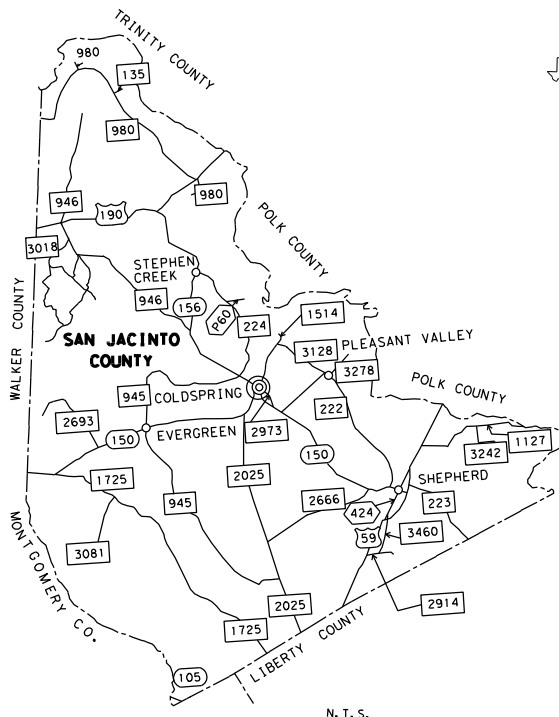 TRINITY COUNTY
980
135
980
946
190
980
3018
POLK COUNTY
STEPHEN
CREEK
946
156
P60
224
1514
WALKER COUNTY
SAN JACINTO
COUNTY
3128
PLEASANT VALLEY
3278
POLK COUNTY
945
COLDSPRING
222
2693
150
EVERGREEN
2973
150
1127
3242
1725
2025
SHEPHERD
945
2666
424
223
59
3460
MONTGOMERY CO.
3081
2025
2914
1725
LIBERTY COUNTY
105
N.T.S.